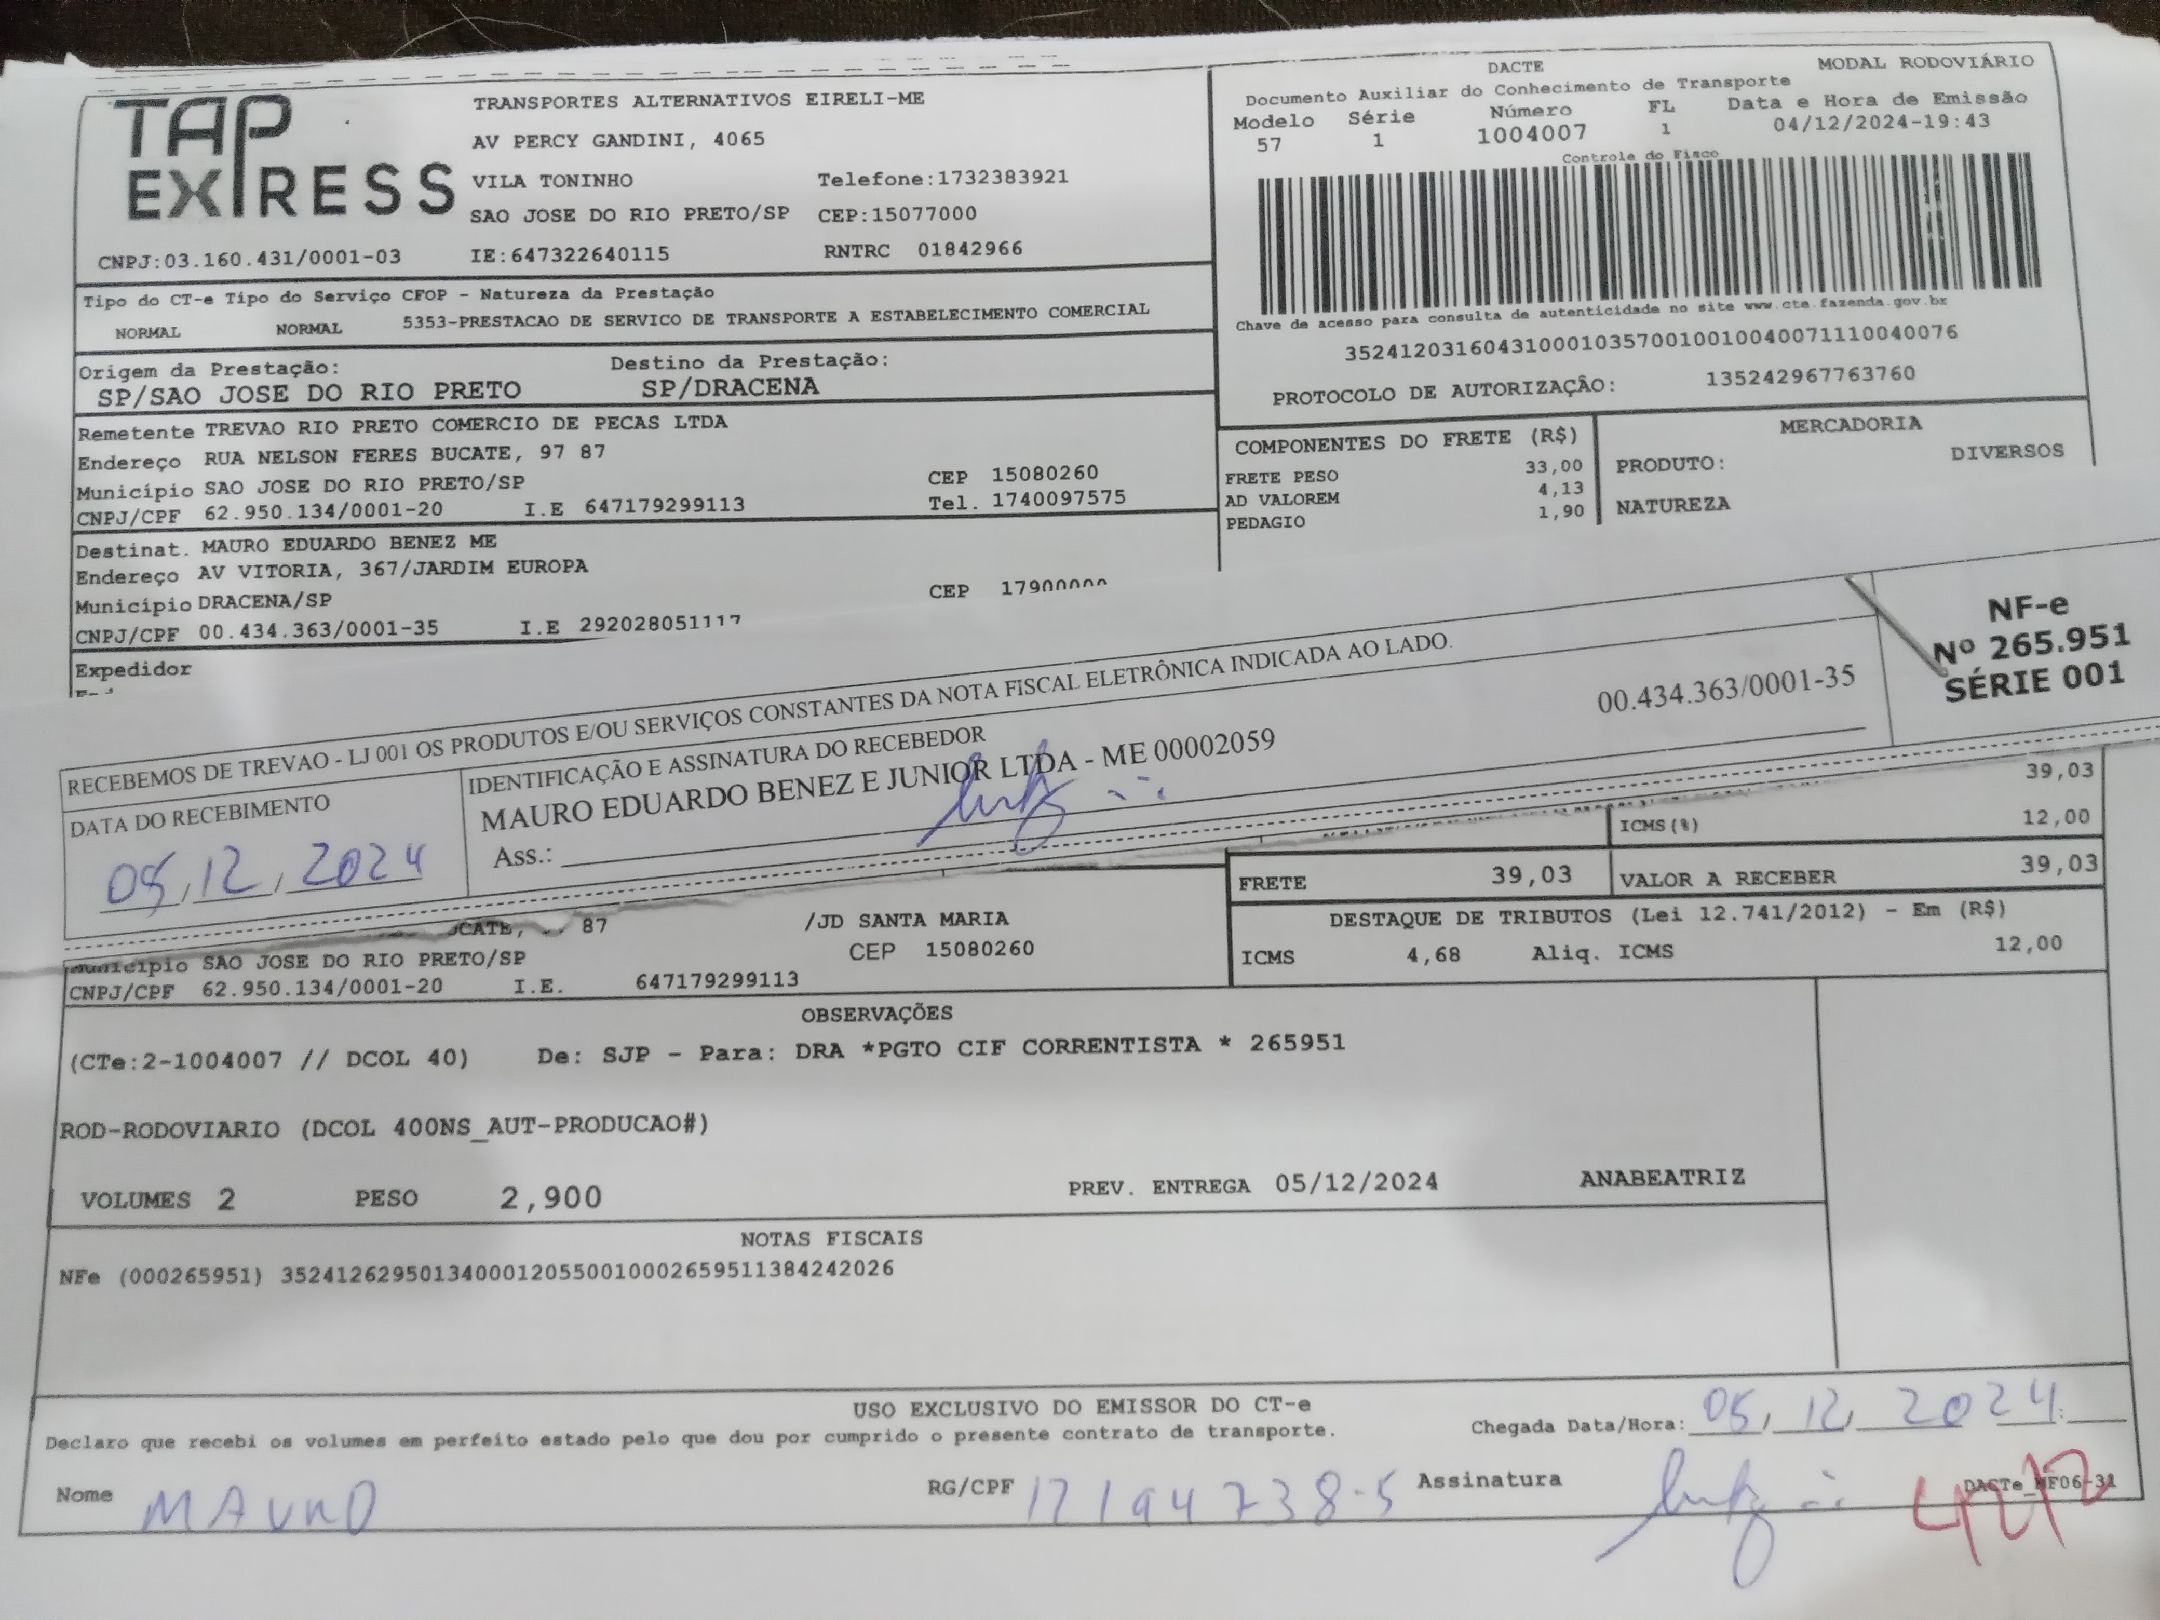 TAP EXPRESS
TRANSPORTES ALTERNATIVOS EIRELI-ME
AV PERCY GANDINI, 4065
VILA TONINHO Telefone:1732383921
SAO JOSE DO RIO PRETO/SP CEP:15077000
CNPJ:03.160.431/0001-03 IE:647322640115 RNTRC 01842966
DACTE MODAL RODOVIÁRIO
Documento Auxiliar do Conhecimento de Transporte
Modelo Série Número FL Data e Hora de Emissão
57 1 1004007 1 04/12/2024-19:43
Controle do Fisco
Chave de acesso para consulta de autenticidade no site www.cte.fazenda.gov.br
35241203160431000103570010010040071110040076
PROTOCOLO DE AUTORIZAÇÂO: 135242967763760
Tipo do CT-e Tipo do Serviço CFOP - Natureza da Prestação
NORMAL NORMAL 5353-PRESTACAO DE SERVICO DE TRANSPORTE A ESTABELECIMENTO COMERCIAL
Origem da Prestação: Destino da Prestação:
SP/SAO JOSE DO RIO PRETO SP/DRACENA
Remetente TREVAO RIO PRETO COMERCIO DE PECAS LTDA
Endereço RUA NELSON FERES BUCATE, 97 87
Município SAO JOSE DO RIO PRETO/SP CEP 15080260
CNPJ/CPF 62.950.134/0001-20 I.E 647179299113 Tel. 1740097575
COMPONENTES DO FRETE (R$)
FRETE PESO 33,00
AD VALOREM 4,13
PEDAGIO 1,90
MERCADORIA
PRODUTO: DIVERSOS
NATUREZA
Destinat. MAURO EDUARDO BENEZ ME
Endereço AV VITORIA, 367/JARDIM EUROPA
Município DRACENA/SP CEP 17900000
CNPJ/CPF 00.434.363/0001-35 I.E 292028051117
Expedidor
RECEBEMOS DE TREVAO - LJ 001 OS PRODUTOS E/OU SERVIÇOS CONSTANTES DA NOTA FISCAL ELETRÔNICA INDICADA AO LADO.
DATA DO RECEBIMENTO
05,12,2024
IDENTIFICAÇÃO E ASSINATURA DO RECEBEDOR
MAURO EDUARDO BENEZ E JUNIOR LTDA - ME 00002059 00.434.363/0001-35
Ass.:
NF-e
Nº 265.951
SÉRIE 001
39,03
ICMS(%) 12,00
FRETE 39,03 VALOR A RECEBER 39,03
DESTAQUE DE TRIBUTOS (Lei 12.741/2012) - Em (R$)
ICMS 4,68 Aliq. ICMS 12,00
87 /JD SANTA MARIA
Município SAO JOSE DO RIO PRETO/SP CEP 15080260
CNPJ/CPF 62.950.134/0001-20 I.E. 647179299113
OBSERVAÇÕES
(CTe:2-1004007 // DCOL 40) De: SJP - Para: DRA *PGTO CIF CORRENTISTA * 265951
ROD-RODOVIARIO (DCOL 400NS_AUT-PRODUCAO#)
VOLUMES 2 PESO 2,900 PREV. ENTREGA 05/12/2024 ANABEATRIZ
NOTAS FISCAIS
NFe (000265951) 35241262950134000120550010002659511384242026
USO EXCLUSIVO DO EMISSOR DO CT-e
Declaro que recebi os volumes em perfeito estado pelo que dou por cumprido o presente contrato de transporte.
Chegada Data/Hora: 05,12,2024
Nome MAURO RG/CPF 12194738-5 Assinatura
DACTe_MF06-31